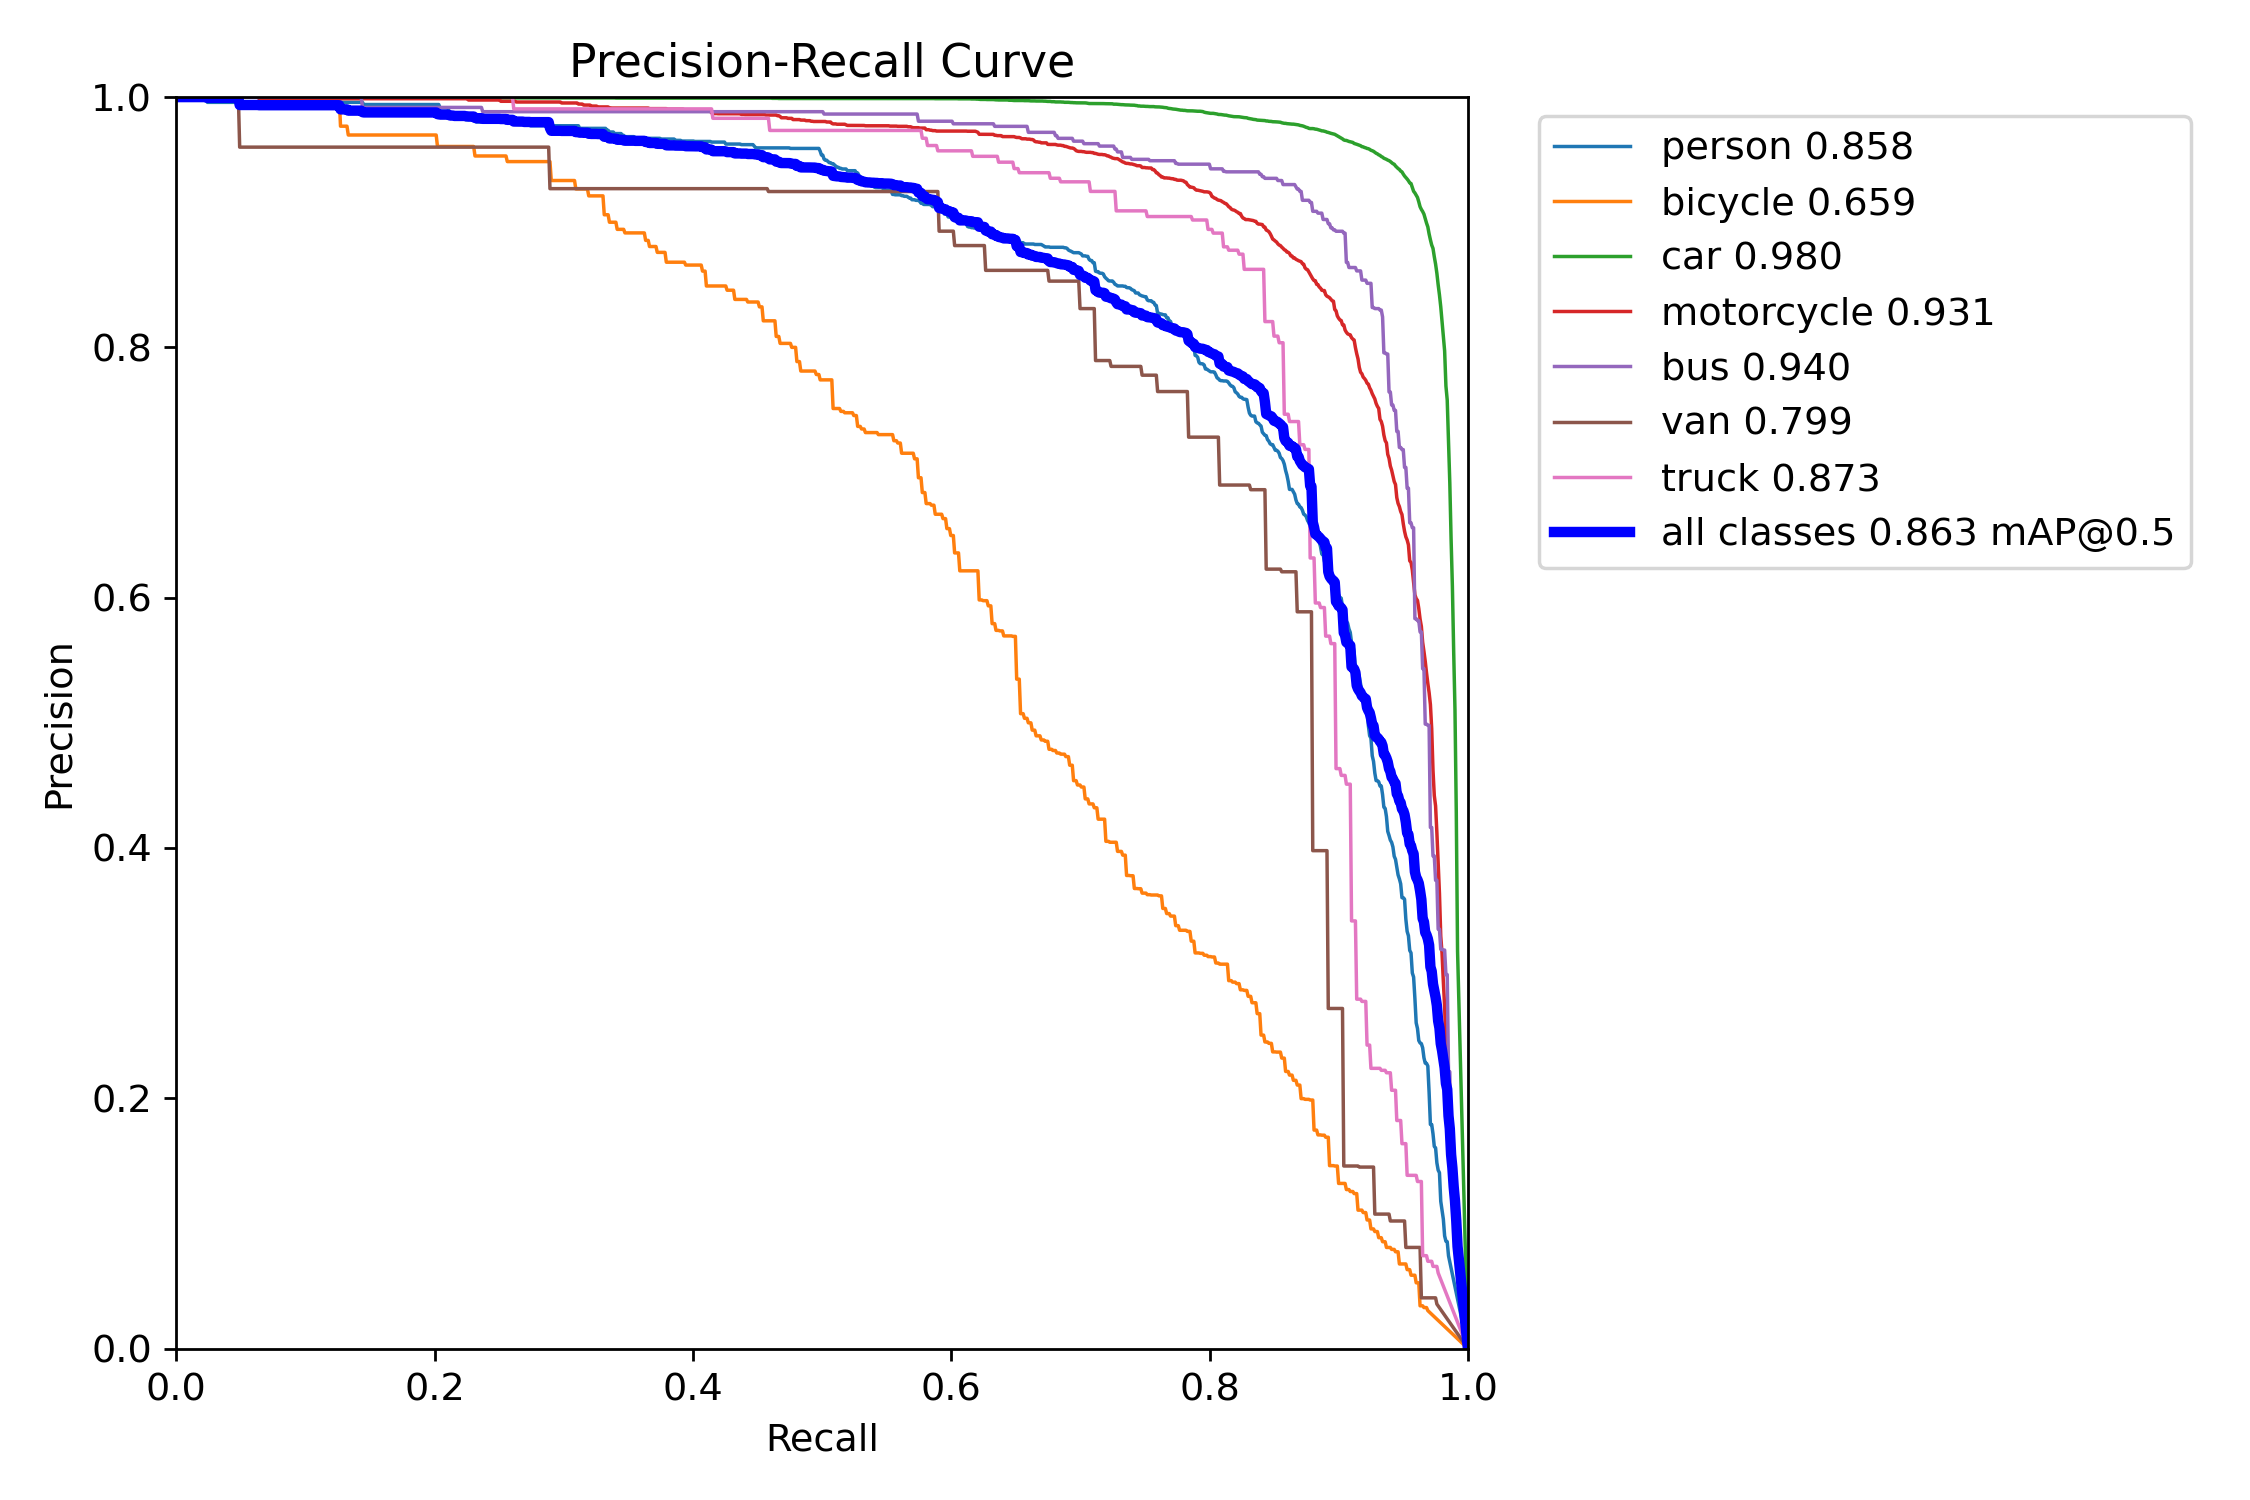 Precision-Recall Curve
1.0
0.8
0.6
0.4
0.2
0.0
Precision
0.0 0.2 0.4 0.6 0.8 1.0
Recall
person 0.858
bicycle 0.659
car 0.980
motorcycle 0.931
bus 0.940
van 0.799
truck 0.873
all classes 0.863 mAP@0.5